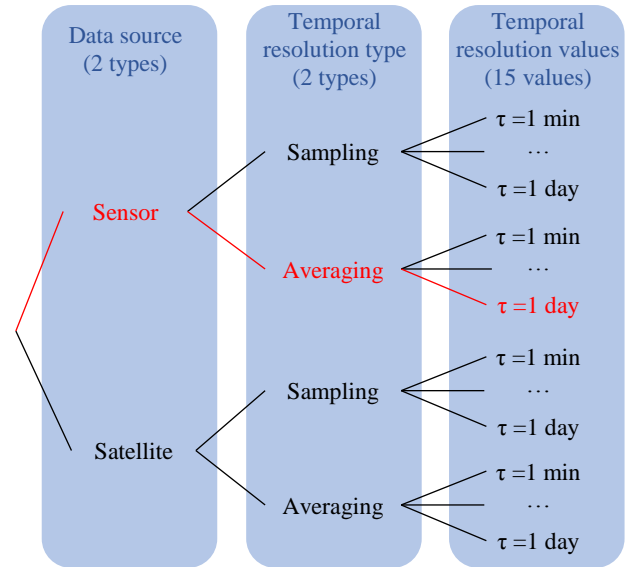 Data source
(2 types)
Temporal
resolution type
(2 types)
Temporal
resolution values
(15 values)
Sensor
Satellite
Sampling
Averaging
Sampling
Averaging
τ =1 min
...
τ =1 day
τ =1 min
...
τ =1 day
τ =1 min
...
τ =1 day
τ =1 min
...
τ =1 day